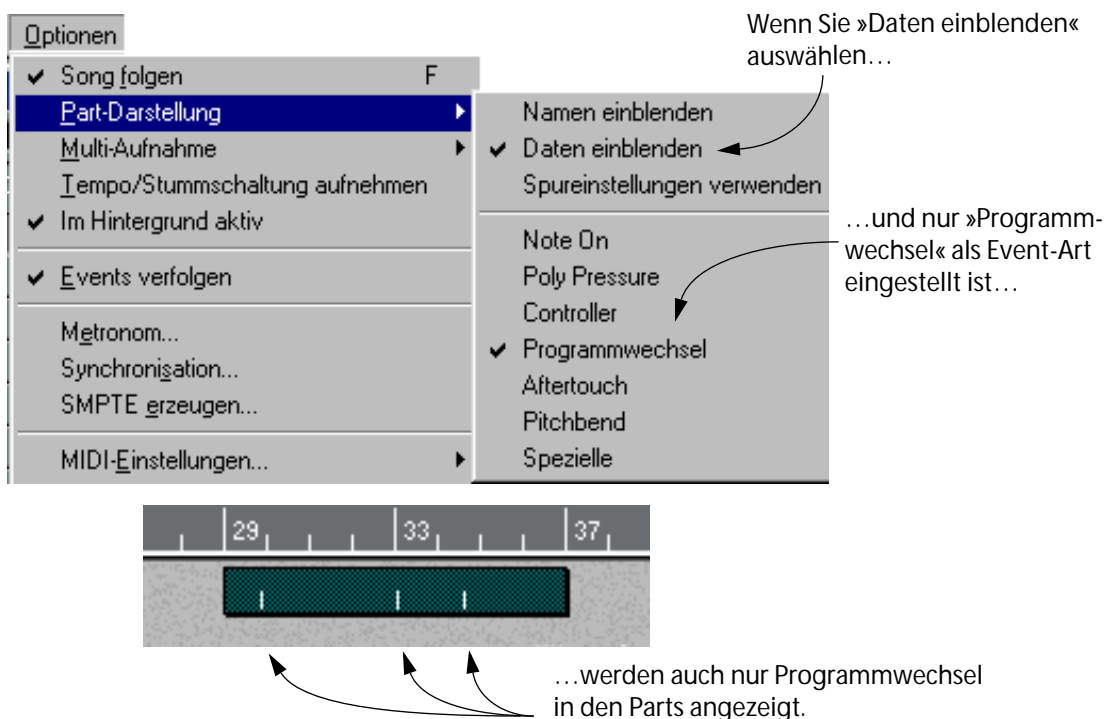 Wenn Sie »Daten einblenden«
auswählen…
Optionen
Song folgen F
Part-Darstellung
Multi-Aufnahme
Tempo/Stummschaltung aufnehmen
Im Hintergrund aktiv
Events verfolgen
Metronom...
Synchronisation...
SMPTE erzeugen...
MIDI-Einstellungen...
Namen einblenden
Daten einblenden
Spureinstellungen verwenden
Note On
Poly Pressure
Controller
Programmwechsel
Aftertouch
Pitchbend
Spezielle
…und nur »Programm-
wechsel« als Event-Art
eingestellt ist…
29 33 37
…werden auch nur Programmwechsel
in den Parts angezeigt.